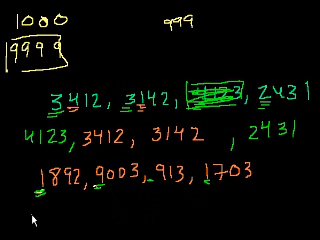 1000 999
9999
3412, 3142, , 2431
4123, 3412, 3142 , 2431
1892, 9003, 913, 1703